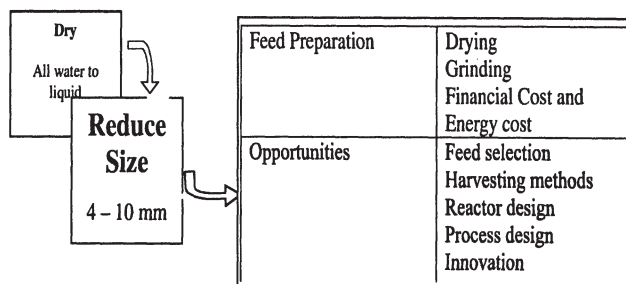 Dry
All water to
liquid
Reduce
Size
4 – 10 mm
Feed Preparation
Drying
Grinding
Financial Cost and
Energy cost
Opportunities
Feed selection
Harvesting methods
Reactor design
Process design
Innovation